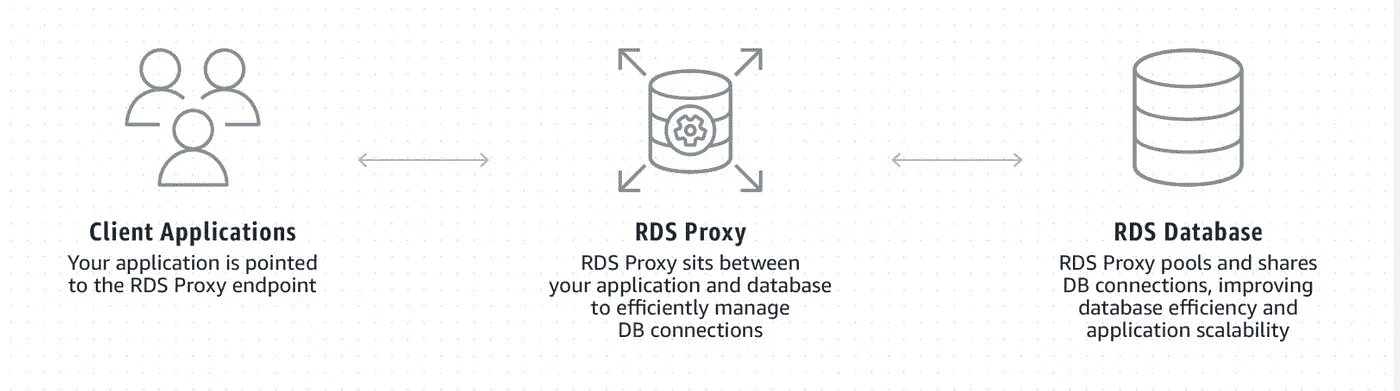 Client Applications
Your application is pointed
to the RDS Proxy endpoint
RDS Proxy
RDS Proxy sits between
your application and database
to efficiently manage
DB connections
RDS Database
RDS Proxy pools and shares
DB connections, improving
database efficiency and
application scalability